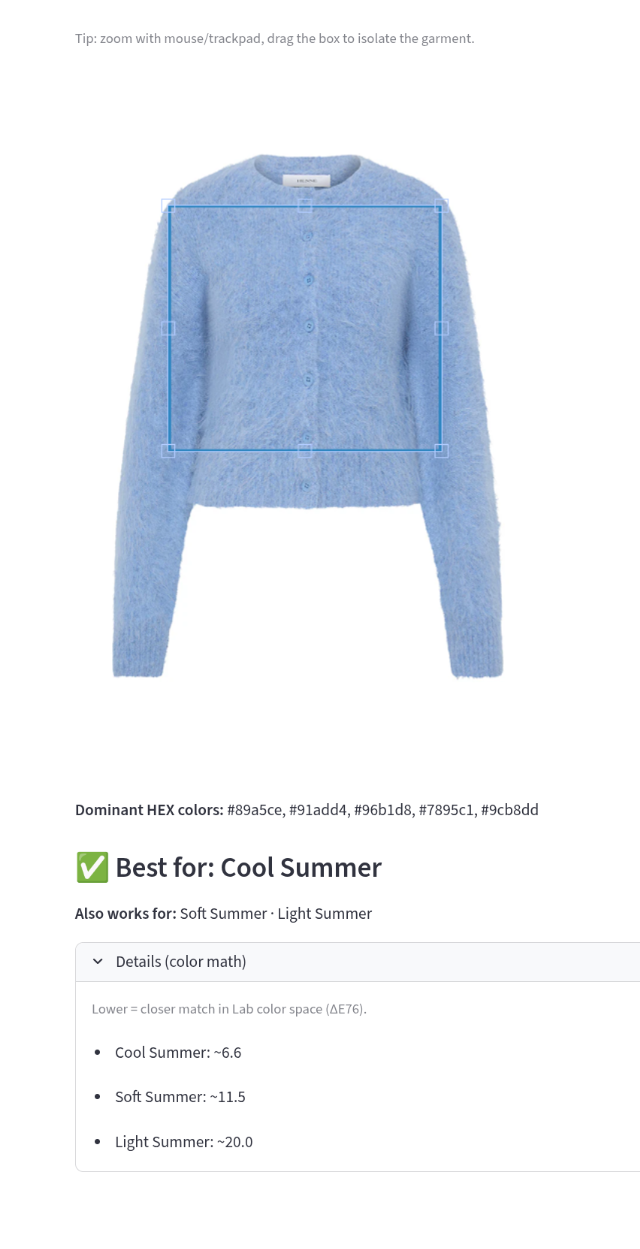 Tip: zoom with mouse/trackpad, drag the box to isolate the garment.
Dominant HEX colors: #89a5ce, #91add4, #96b1d8, #7895c1, #9cb8dd
✅ Best for: Cool Summer
Also works for: Soft Summer · Light Summer
Details (color math)
Lower = closer match in Lab color space (ΔE76).
• Cool Summer: ~6.6
• Soft Summer: ~11.5
• Light Summer: ~20.0